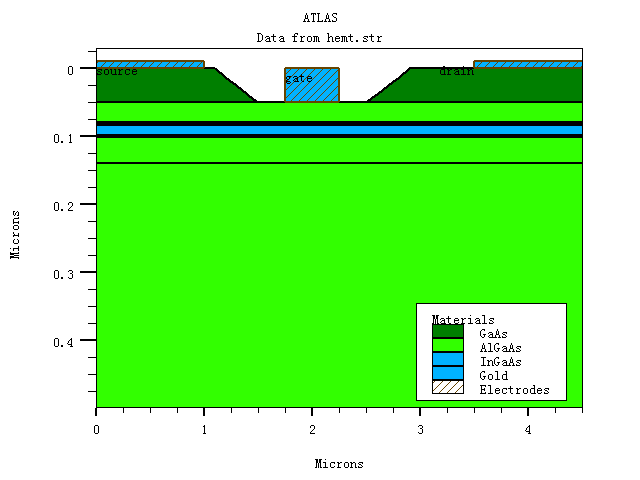 ATLAS
Data from hemt.str
source
gate
drain
0
0.1
0.2
0.3
0.4
Microns
Materials
GaAs
AlGaAs
InGaAs
Gold
Electrodes
0 1 2 3 4
Microns